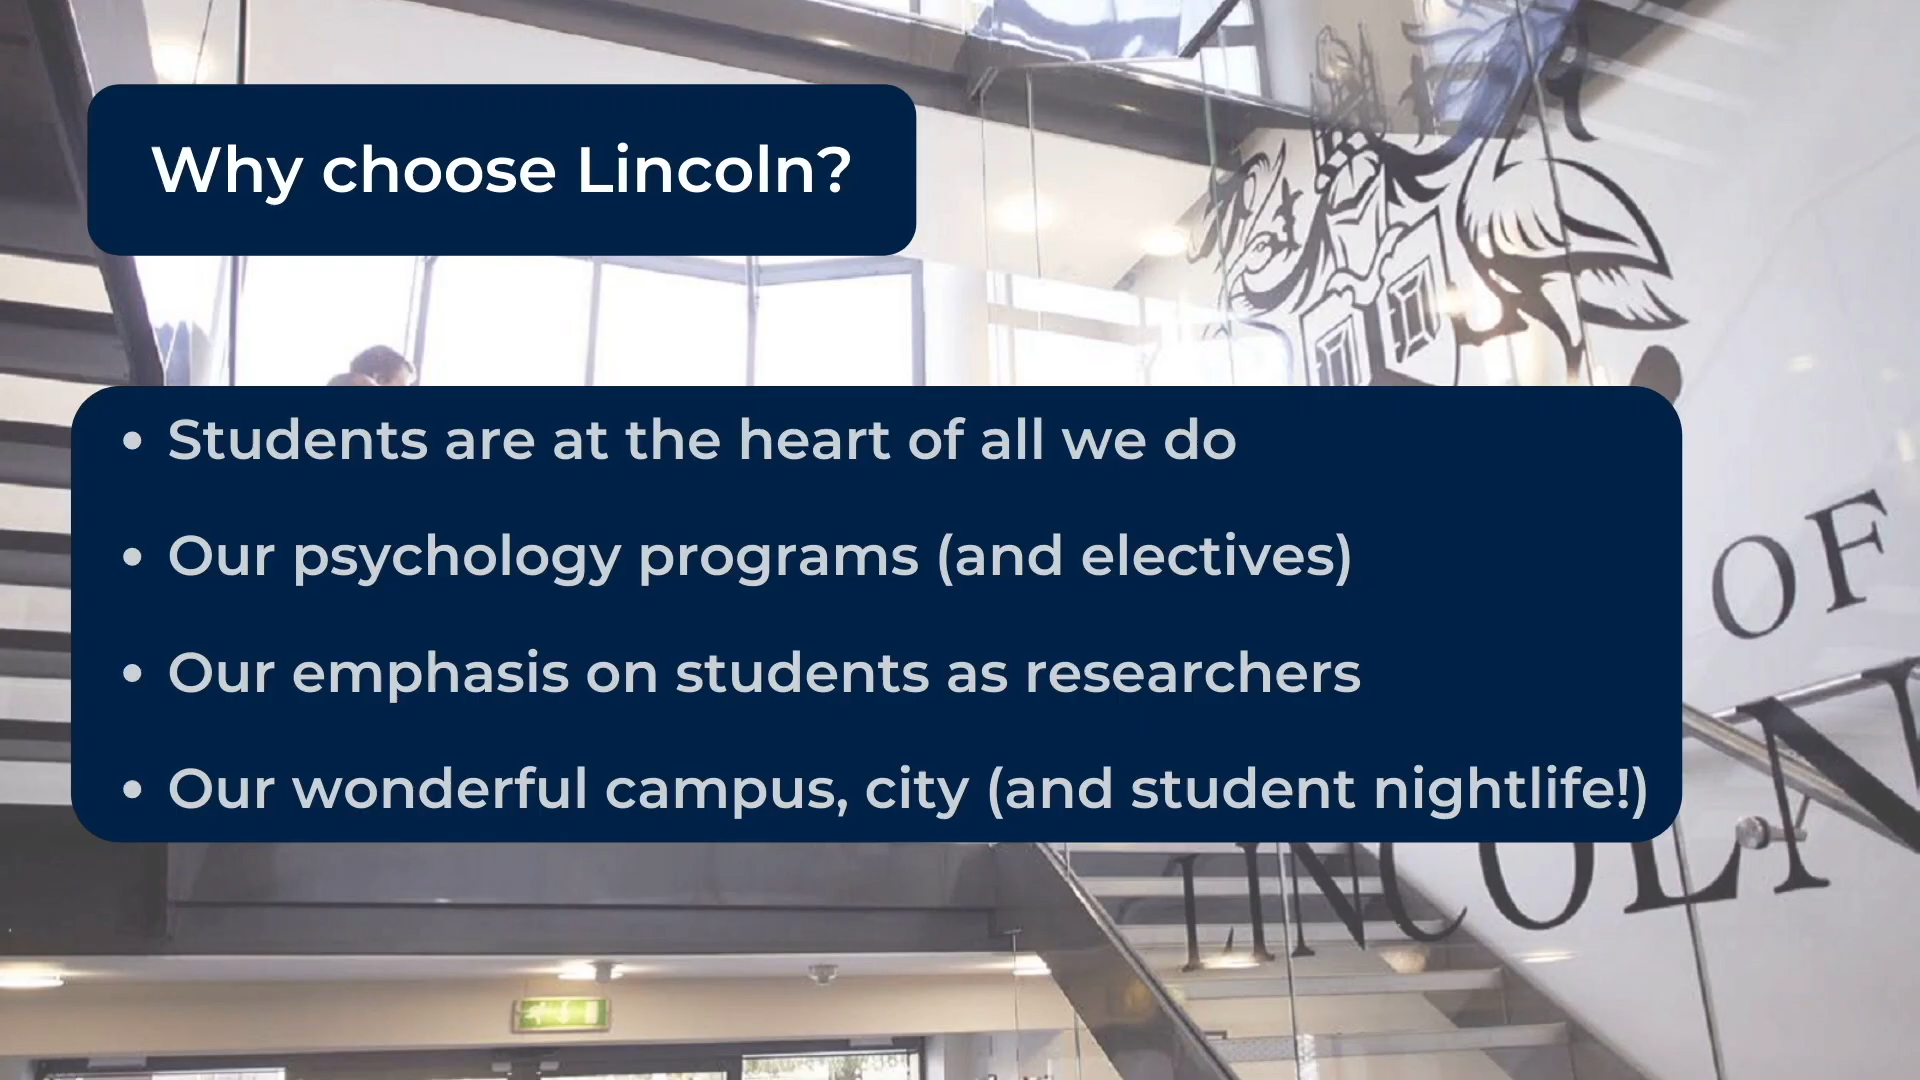 Why choose Lincoln?
• Students are at the heart of all we do
• Our psychology programs (and electives)
• Our emphasis on students as researchers
• Our wonderful campus, city (and student nightlife!)
OF
LINCOLN